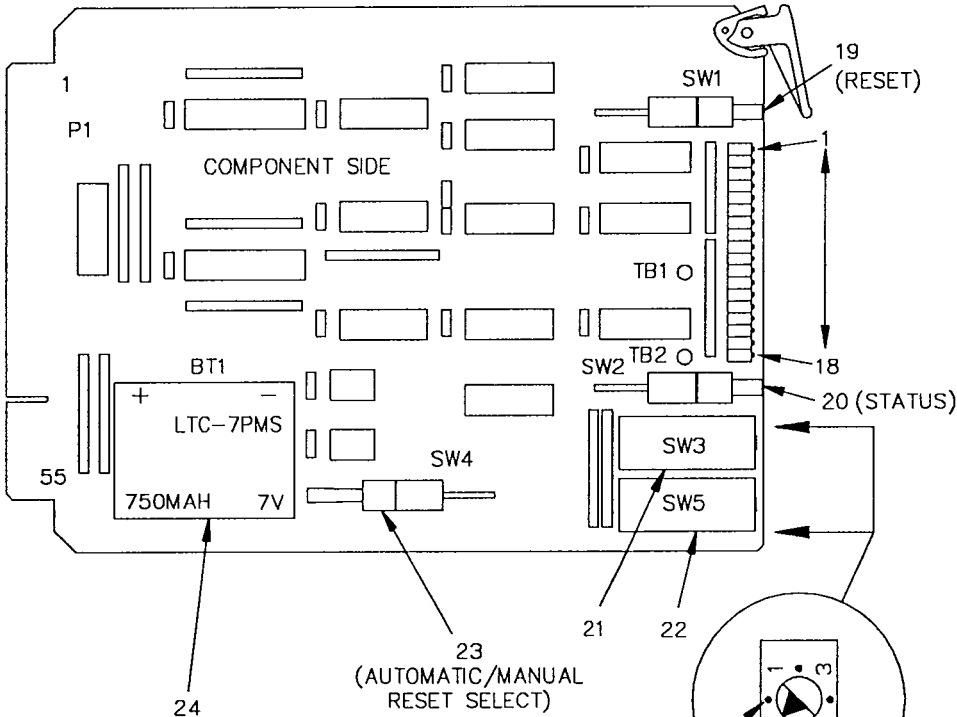 19
(RESET)
SW1
1
P1
1
COMPONENT SIDE
TB1
TB2
18
BT1
SW2
20 (STATUS)
+ −
LTC-7PMS
SW4
SW3
55
750MAH 7V
SW5
21
22
23
(AUTOMATIC/MANUAL
RESET SELECT)
24
1
3